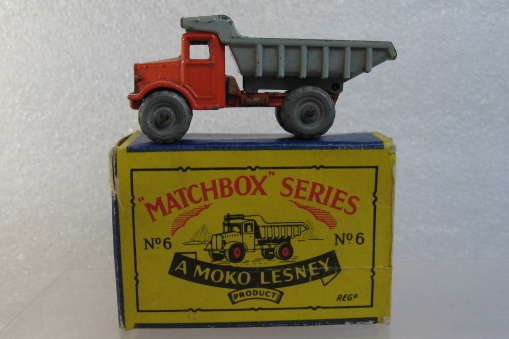 "MATCHBOX" SERIES
Nº6 Nº6
A MOKO LESNEY
PRODUCT
REGD